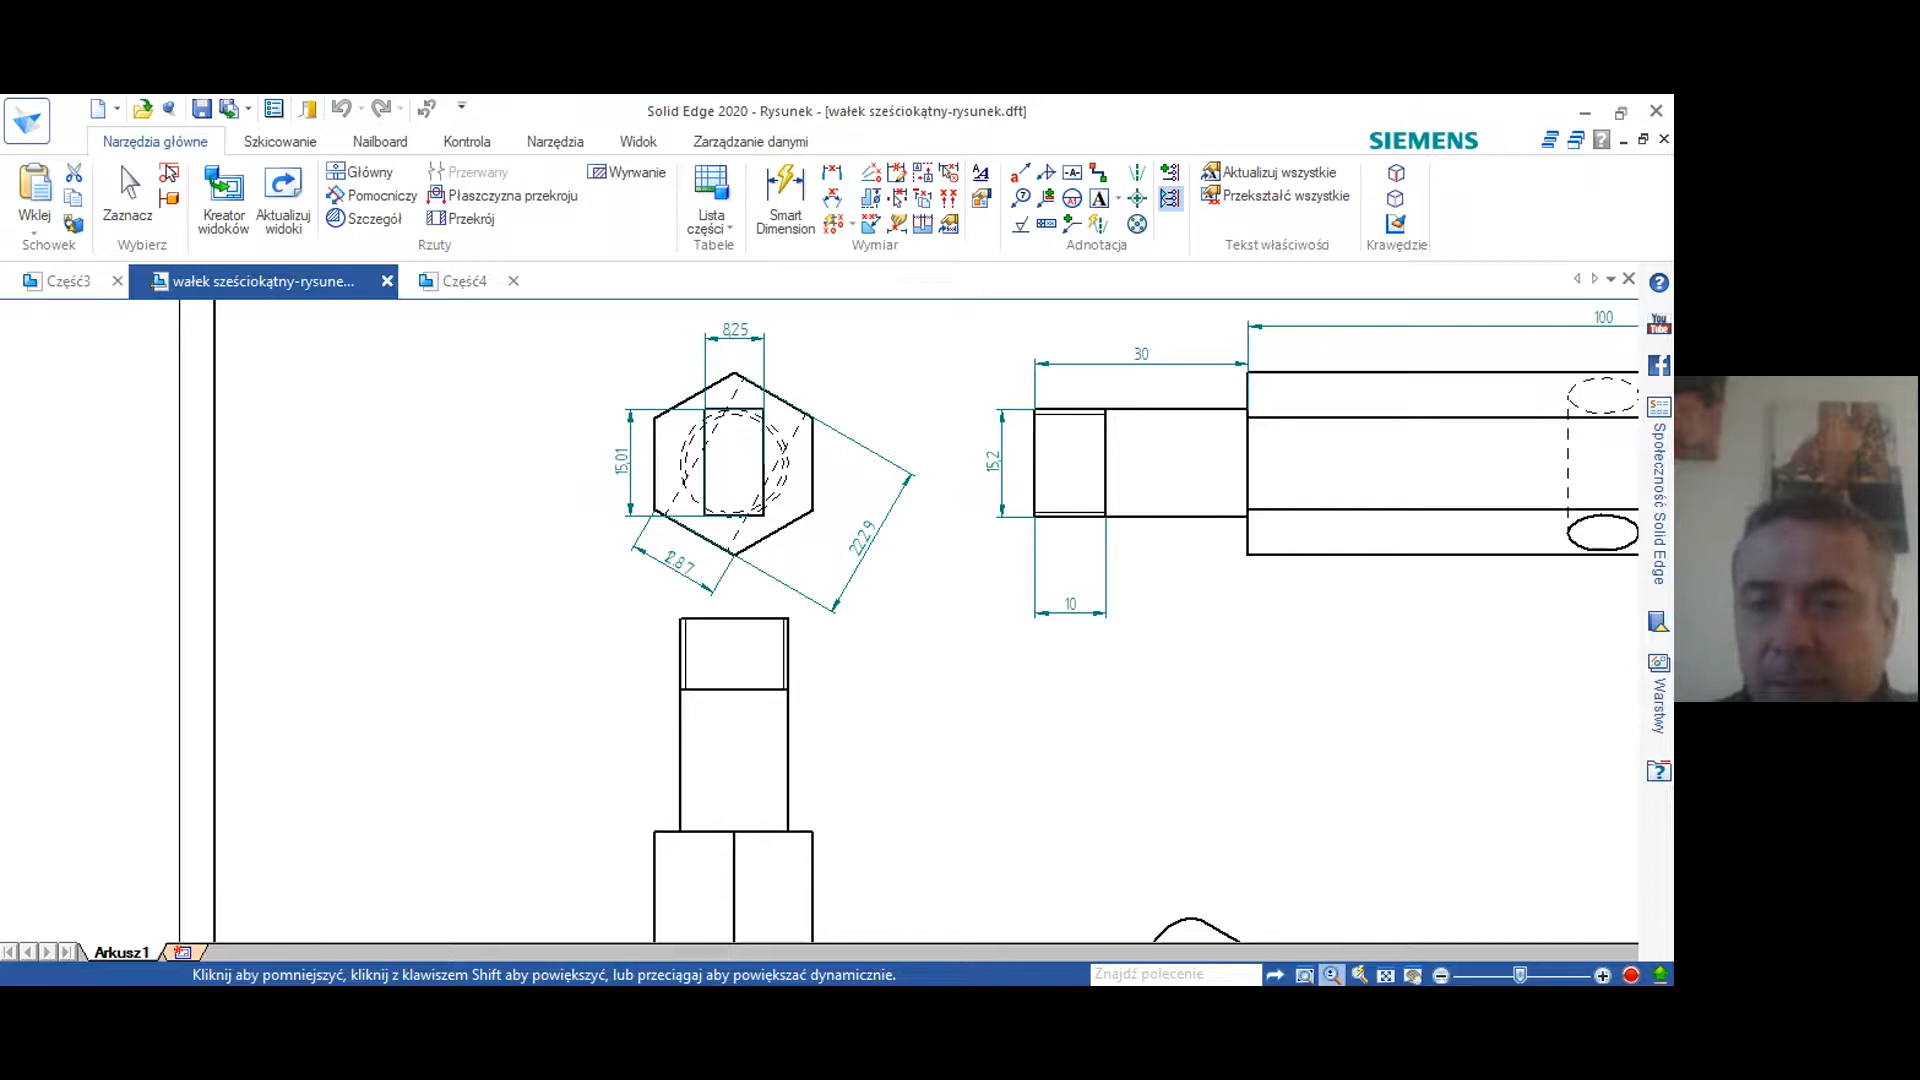 Solid Edge 2020 - Rysunek - [wałek sześciokątny-rysunek.dft]
Narzędzia główne Szkicowanie Nailboard Kontrola Narzędzia Widok Zarządzanie danymi
SIEMENS
Wklej
Schowek
Zaznacz
Wybierz
Kreator widoków
Aktualizuj widoki
Główny
Pomocniczy
Szczegół
Przerwany
Płaszczyzna przekroju
Przekrój
Wyrwanie
Rzuty
Lista części
Tabele
Smart Dimension
Wymiar
Adnotacja
Aktualizuj wszystkie
Przekształć wszystkie
Tekst właściwości
Krawędzie
Część3
wałek sześciokątny-rysune...
Część4
8,25
15,01
12,87
22,29
30
100
15,2
10
You Tube
Społeczność Solid Edge
Warstwy
Arkusz1
Kliknij aby pomniejszyć, kliknij z klawiszem Shift aby powiększyć, lub przeciągaj aby powiększać dynamicznie.
Znajdź polecenie